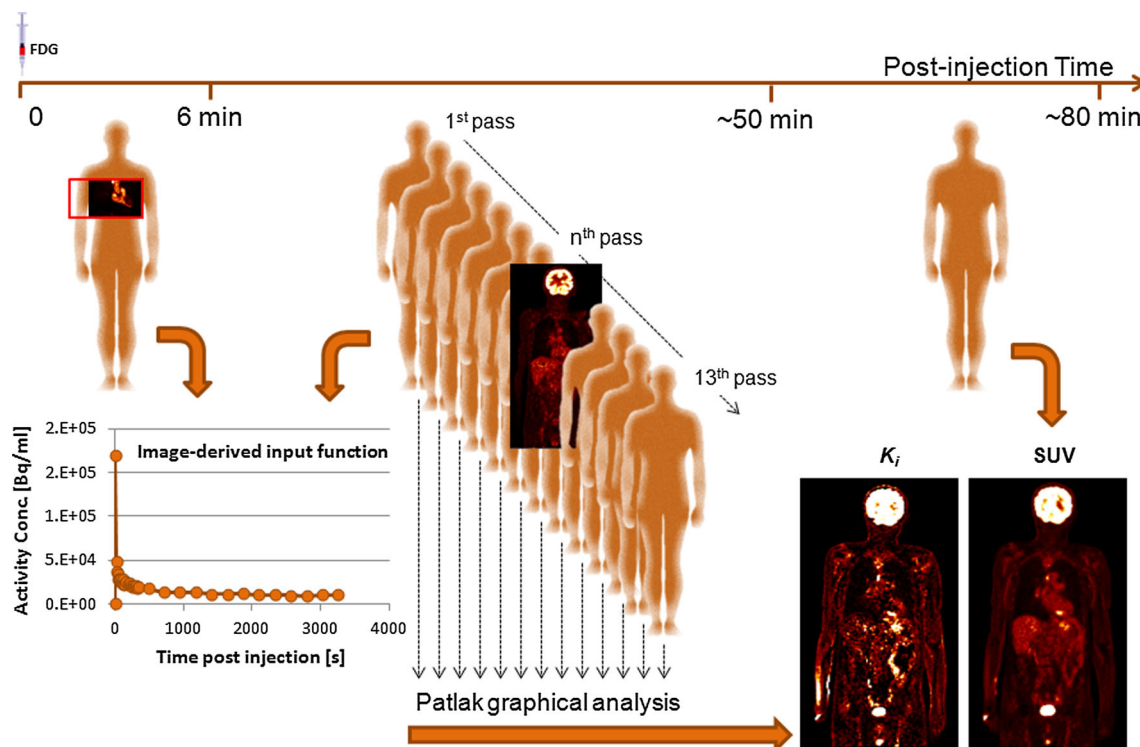 FDG
Post-injection Time
0
6 min
~50 min
~80 min
1st pass
nth pass
13th pass
Image-derived input function
Activity Conc. [Bq/ml]
2.E+05
2.E+05
1.E+05
5.E+04
0.E+00
0
1000
2000
3000
4000
Time post injection [s]
Patlak graphical analysis
Ki
SUV